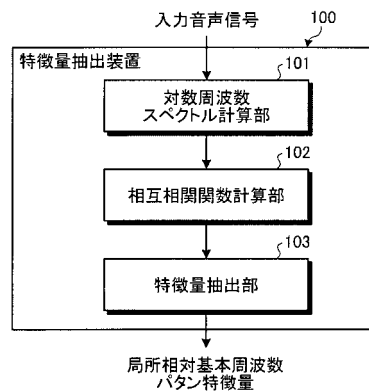 入力音声信号
100
特徴量抽出装置
101
対数周波数
スペクトル計算部
102
相互相関関数計算部
103
特徴量抽出部
局所相対基本周波数
パタン特徴量